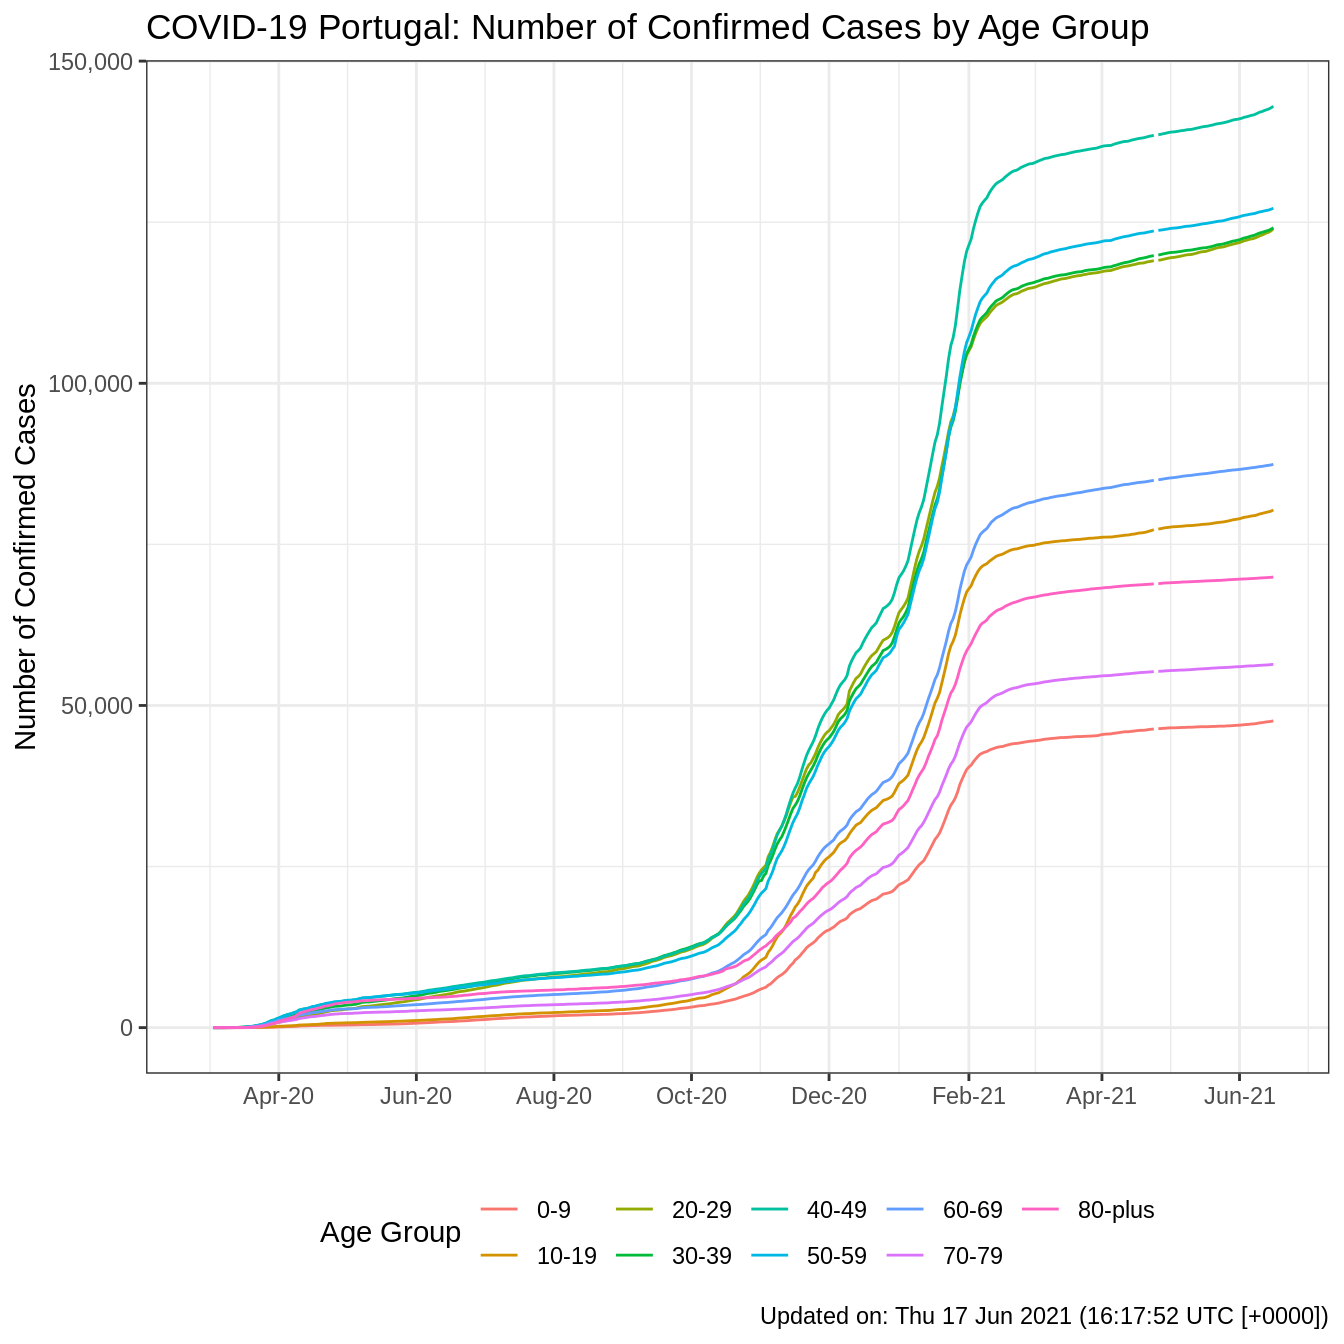 COVID-19 Portugal: Number of Confirmed Cases by Age Group
Number of Confirmed Cases
150,000
100,000
50,000
0
Apr-20 Jun-20 Aug-20 Oct-20 Dec-20 Feb-21 Apr-21 Jun-21
Age Group
0-9 20-29 40-49 60-69 80-plus
10-19 30-39 50-59 70-79
Updated on: Thu 17 Jun 2021 (16:17:52 UTC [+0000])